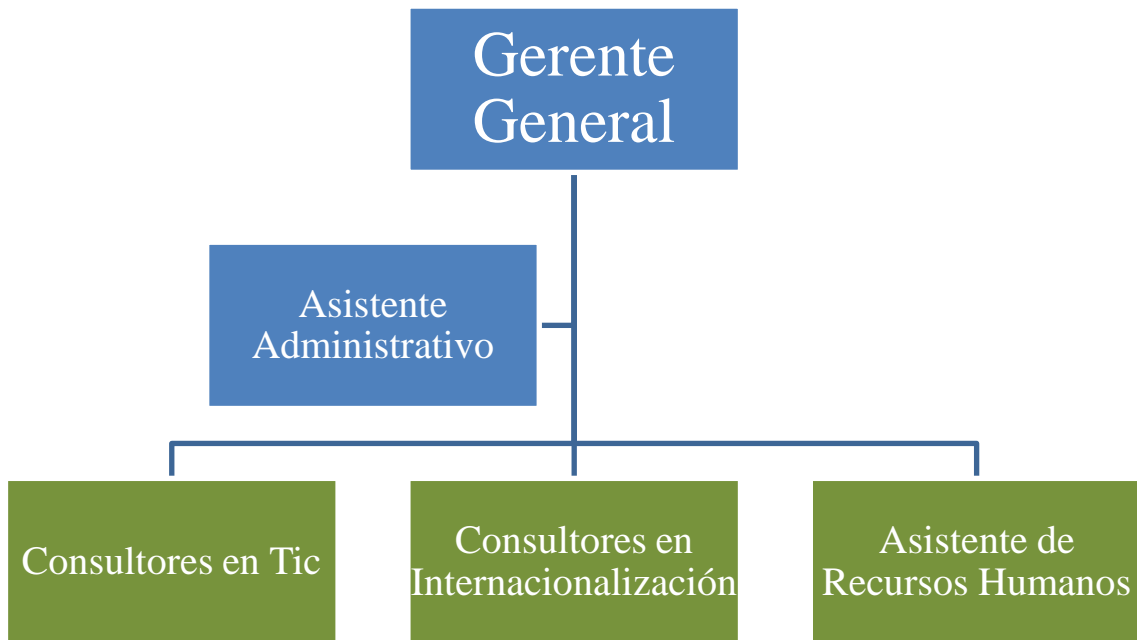 Gerente
General
Asistente
Administrativo
Consultores en Tic
Consultores en
Internacionalización
Asistente de
Recursos Humanos